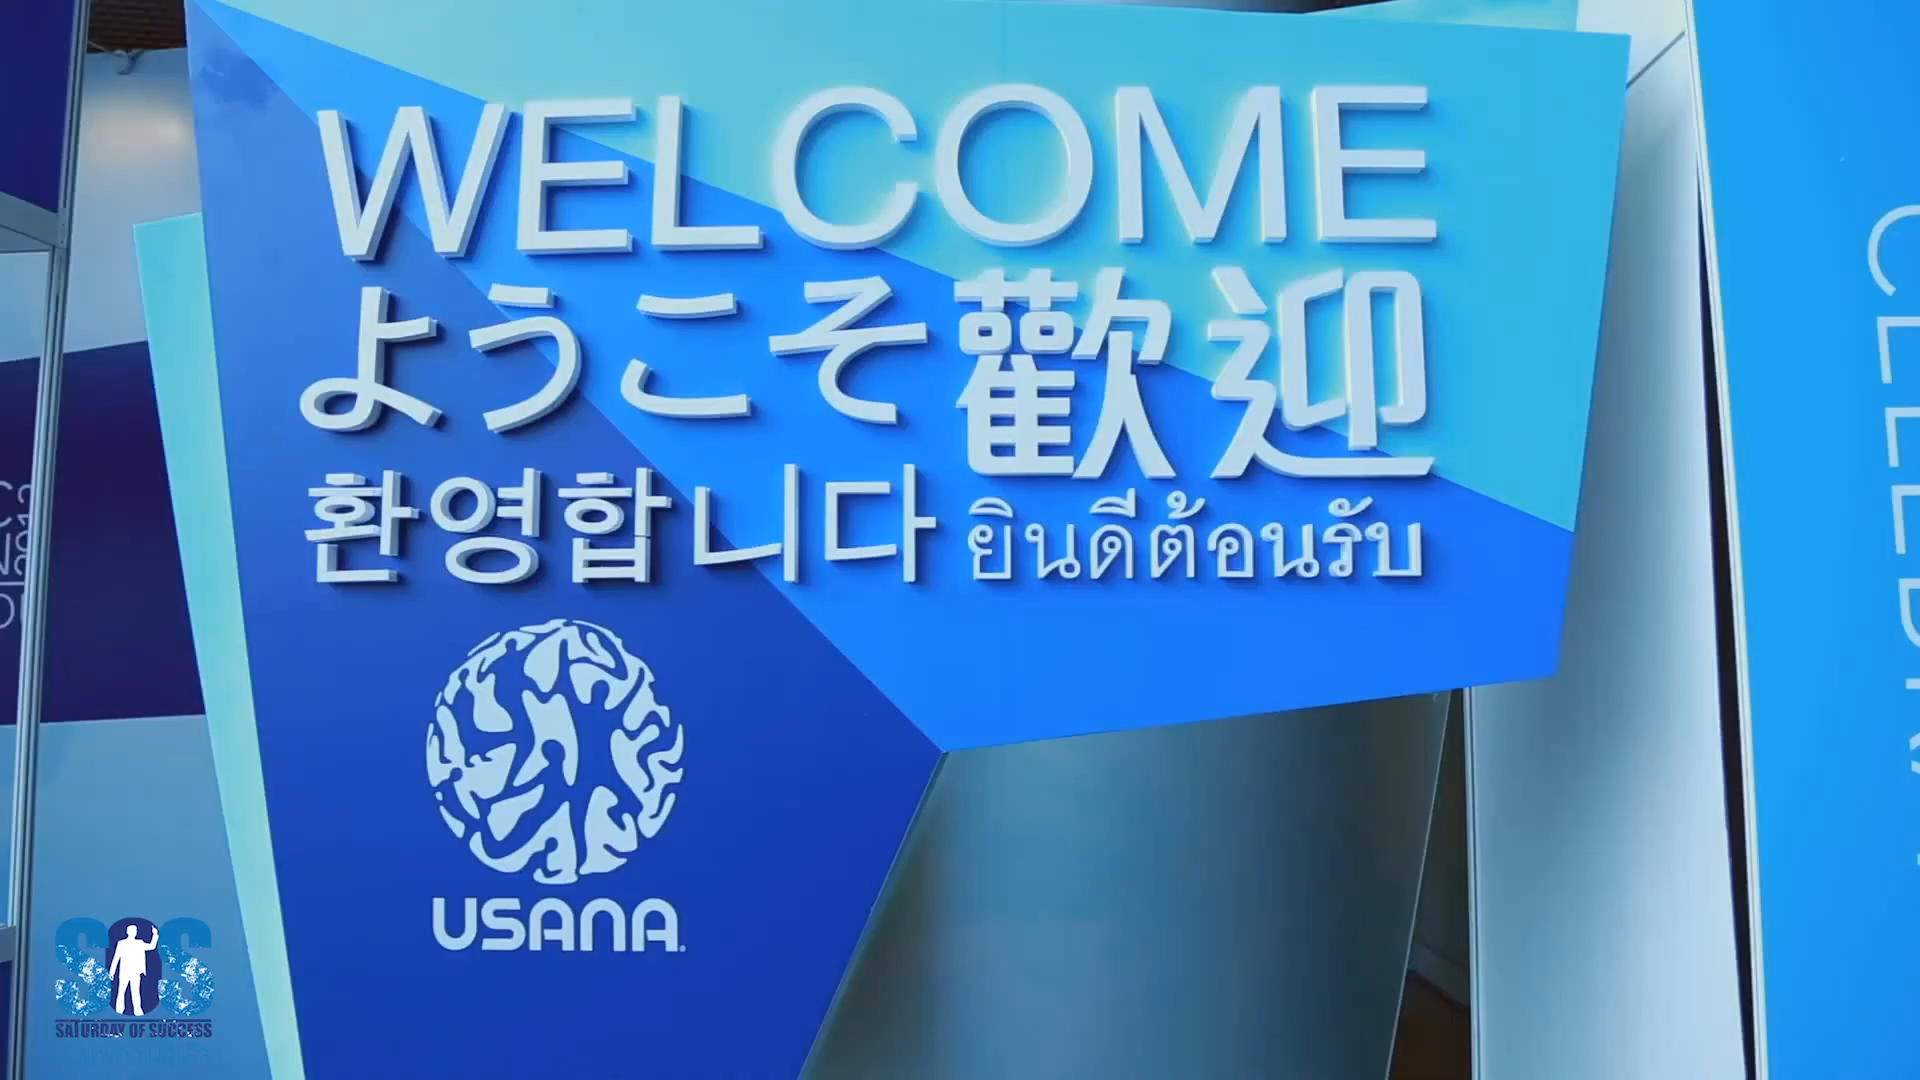 WELCOME
ようこそ 歡迎
환영합니다 ยินดีต้อนรับ
USANA
SOS
SATURDAY OF SUCCESS